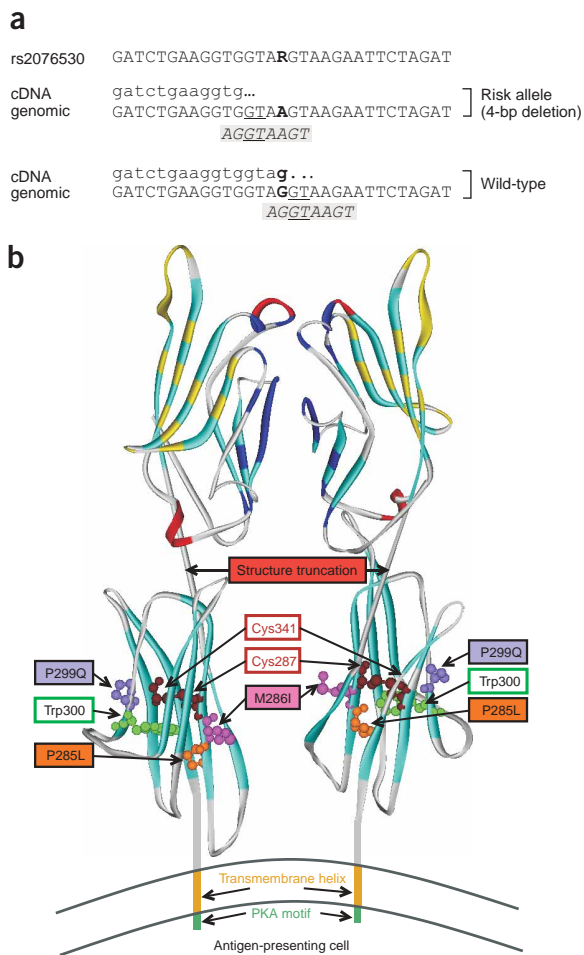 a
rs2076530 GATCTGAAGGTGGTARGTAAGAATTCTAGAT
cDNA gatctgaaggtg...
genomic GATCTGAAGGTGGTAAGTAAGAATTCTAGAT
AGGTAAGT
Risk allele
(4-bp deletion)
cDNA gatctgaaggtggtag...
genomic GATCTGAAGGTGGTAGGTAAGAATTCTAGAT
AGGTAAGT
Wild-type
b
Structure truncation
Cys341
P299Q
Cys287
P299Q
Trp300
M286I
Trp300
P285L
P285L
Transmembrane helix
PKA motif
Antigen-presenting cell